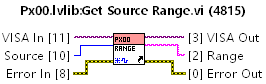 Px00.lvlib:Get Source Range.vi (4815)
VISA In [11]
PX00
[3] VISA Out
Source [10]
RANGE
[2] Range
Error In [8]
[0] Error Out